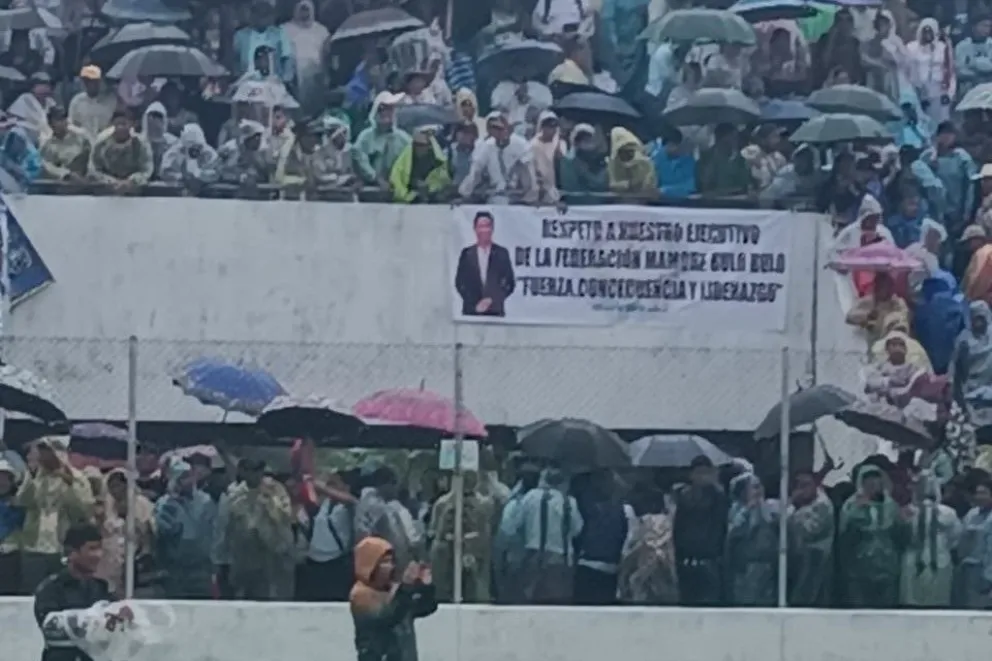 RESPETO A NUESTRO EJECUTIVO
DE LA FEDERACIÓN MAMORE BULO BULO
"FUERZA, CONCECUENCIA Y LIDERAZGO"